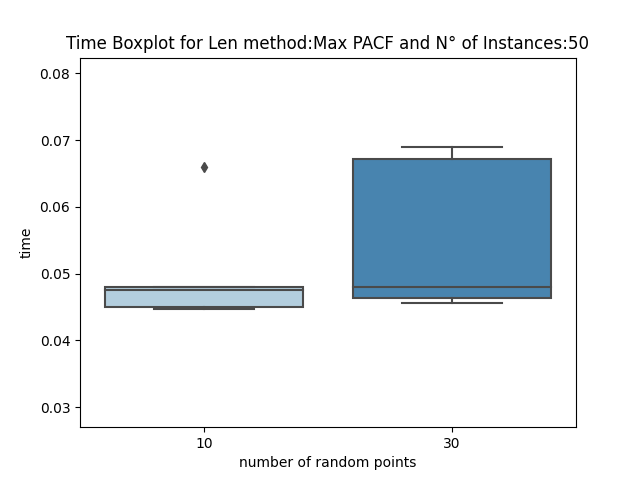 Time Boxplot for Len method:Max PACF and N° of Instances:50
0.08
0.07
0.06
0.05
0.04
0.03
time
10
30
number of random points